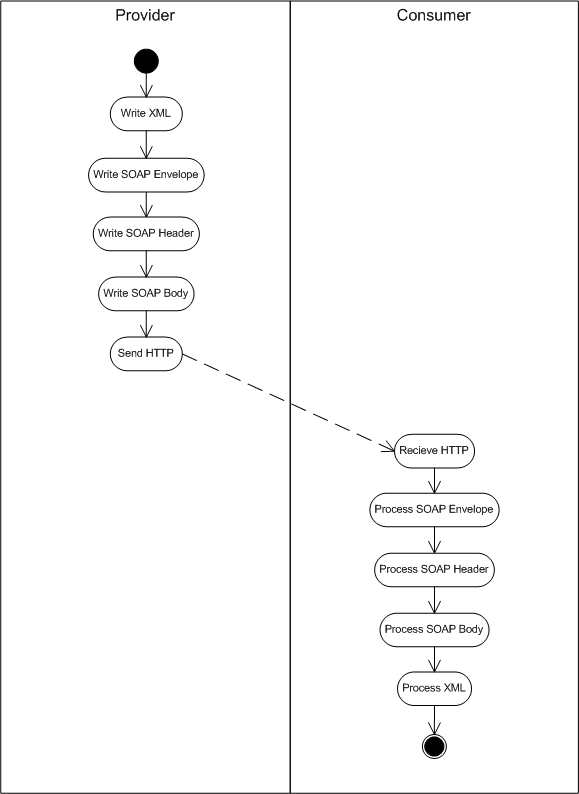 Provider
Consumer
Write XML
Write SOAP Envelope
Write SOAP Header
Write SOAP Body
Send HTTP
Recieve HTTP
Process SOAP Envelope
Process SOAP Header
Process SOAP Body
Process XML